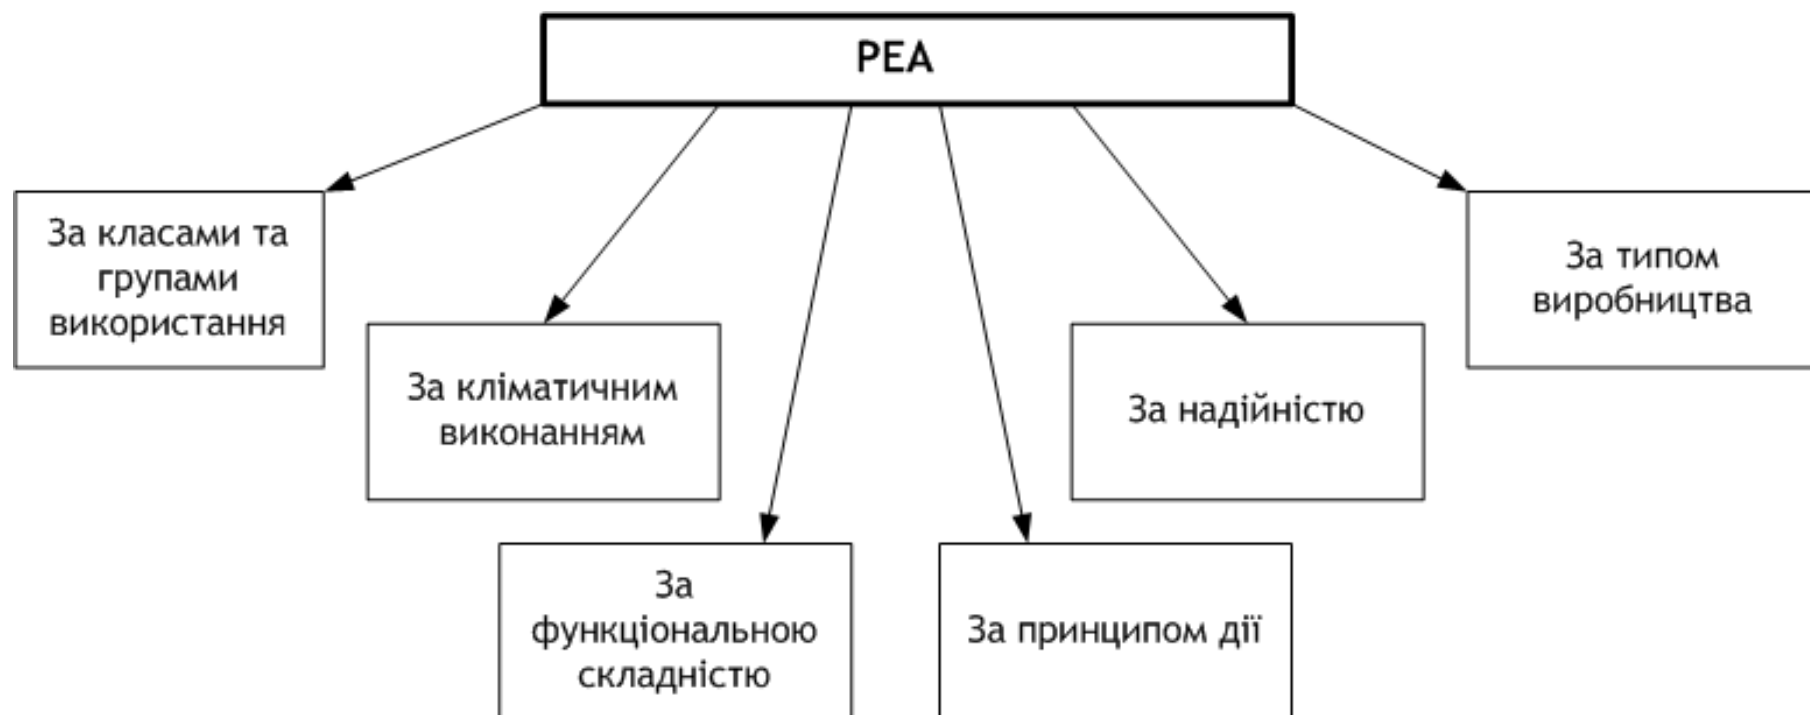 РЕА
За класами та
групами
використання
За кліматичним
виконанням
За
функціональною
складністю
За принципом дії
За надійністю
За типом
виробництва